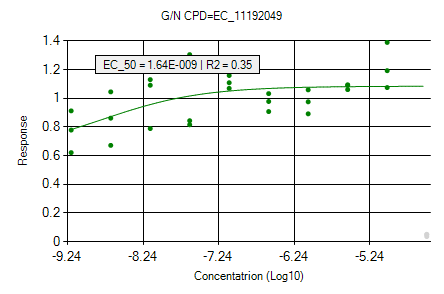 G/N CPD=EC_11192049
EC_50 = 1.64E-009 | R2 = 0.35
1.4
1.2
1
0.8
0.6
0.4
0.2
0
Response
-9.24 -8.24 -7.24 -6.24 -5.24
Concentatrion (Log10)